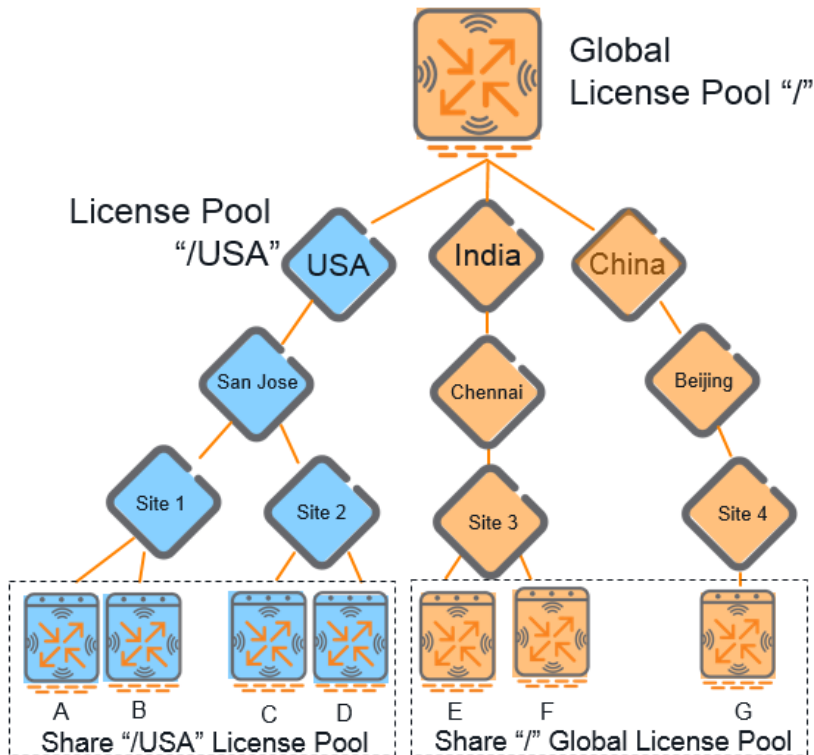 Global
License Pool “/”
License Pool
“/USA”
USA
India
China
San Jose
Chennai
Beijing
Site 1
Site 2
Site 3
Site 4
A B C D E F G
Share “/USA” License Pool
Share “/” Global License Pool